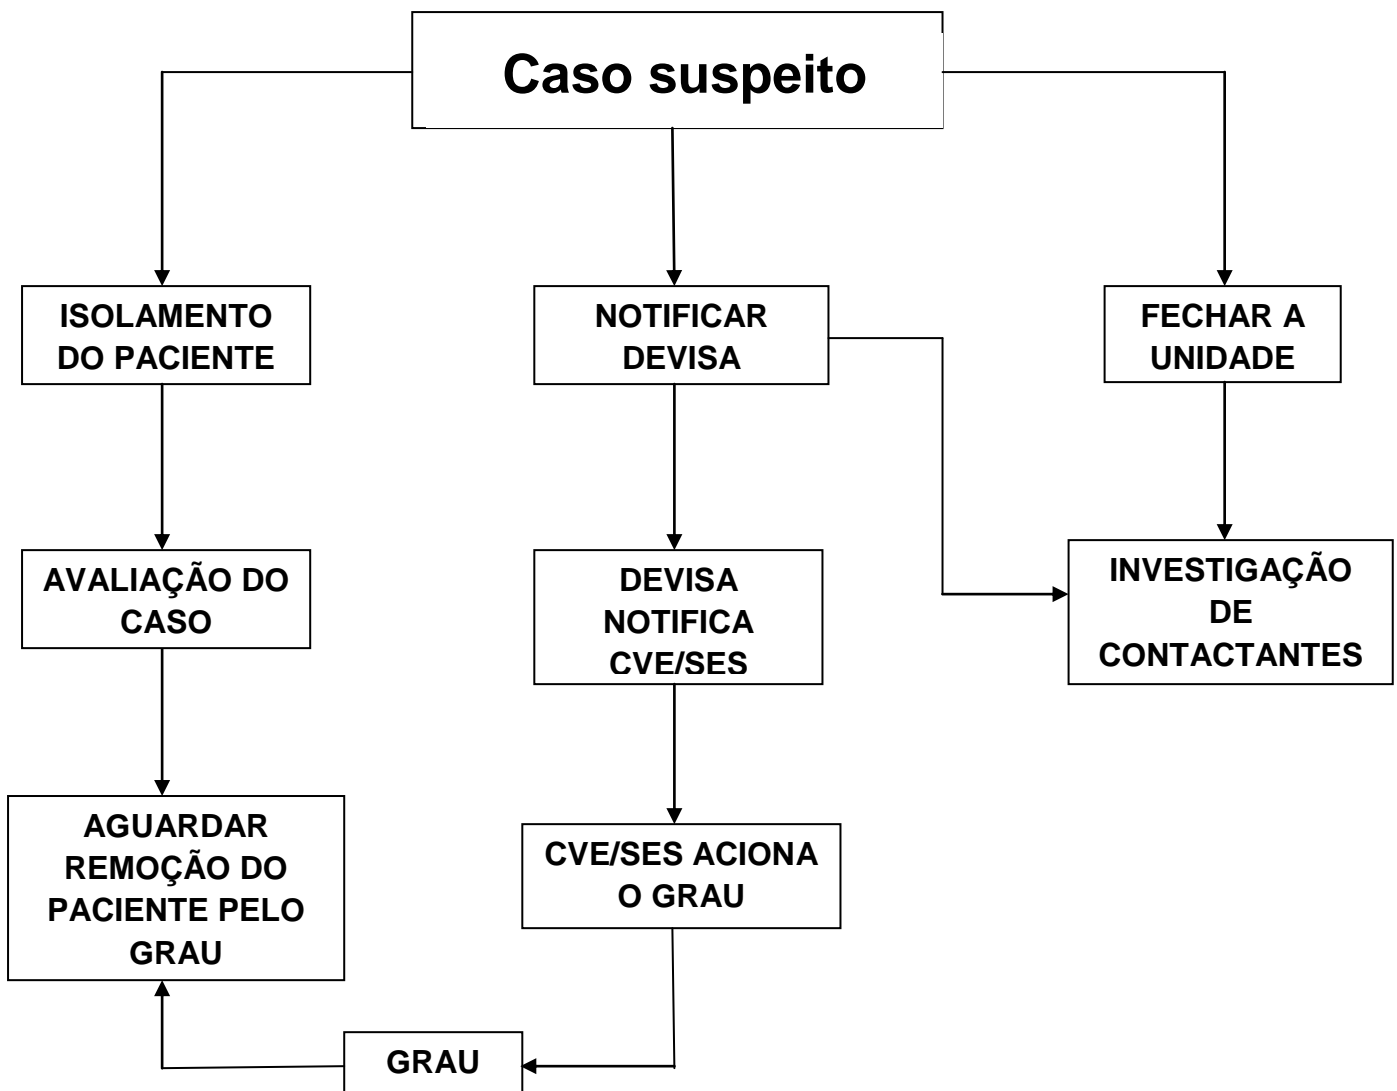 Caso suspeito
ISOLAMENTO
DO PACIENTE
NOTIFICAR
DEVISA
FECHAR A
UNIDADE
AVALIAÇÃO DO
CASO
DEVISA
NOTIFICA
CVE/SES
INVESTIGAÇÃO
DE
CONTACTANTES
AGUARDAR
REMOÇÃO DO
PACIENTE PELO
GRAU
CVE/SES ACIONA
O GRAU
GRAU